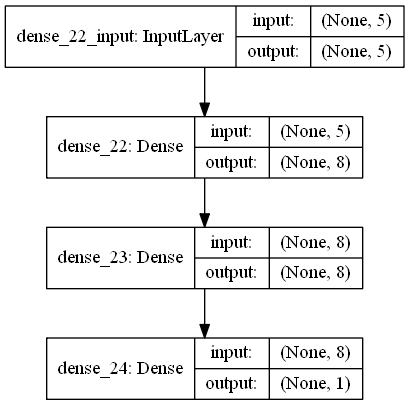 dense_22_input: InputLayer input: (None, 5)
output: (None, 5)
dense_22: Dense input: (None, 5)
output: (None, 8)
dense_23: Dense input: (None, 8)
output: (None, 8)
dense_24: Dense input: (None, 8)
output: (None, 1)